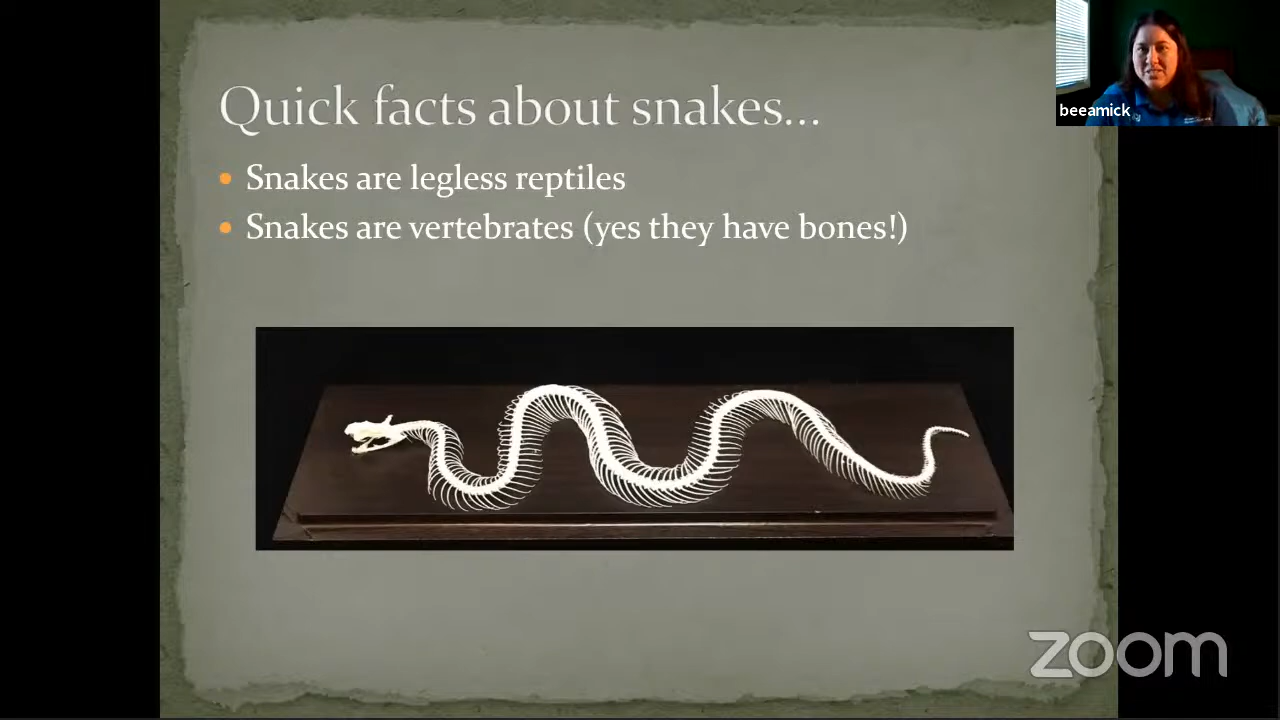 Quick facts about snakes...
• Snakes are legless reptiles
• Snakes are vertebrates (yes they have bones!)
beeamick
zoom